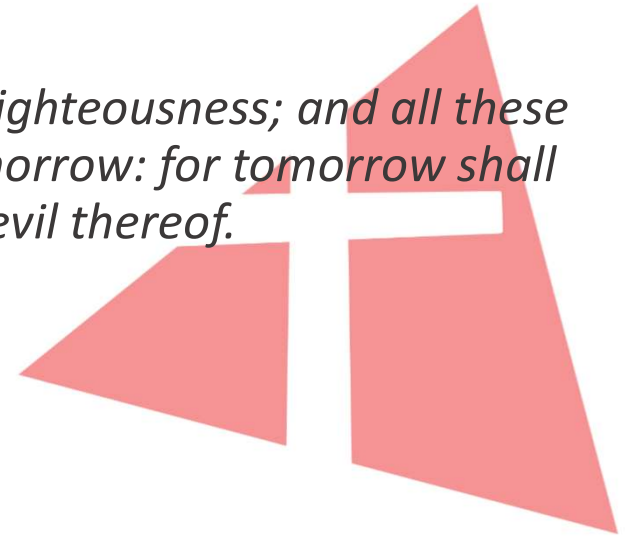 ighteousness; and all these
orrow: for tomorrow shall
evil thereof.